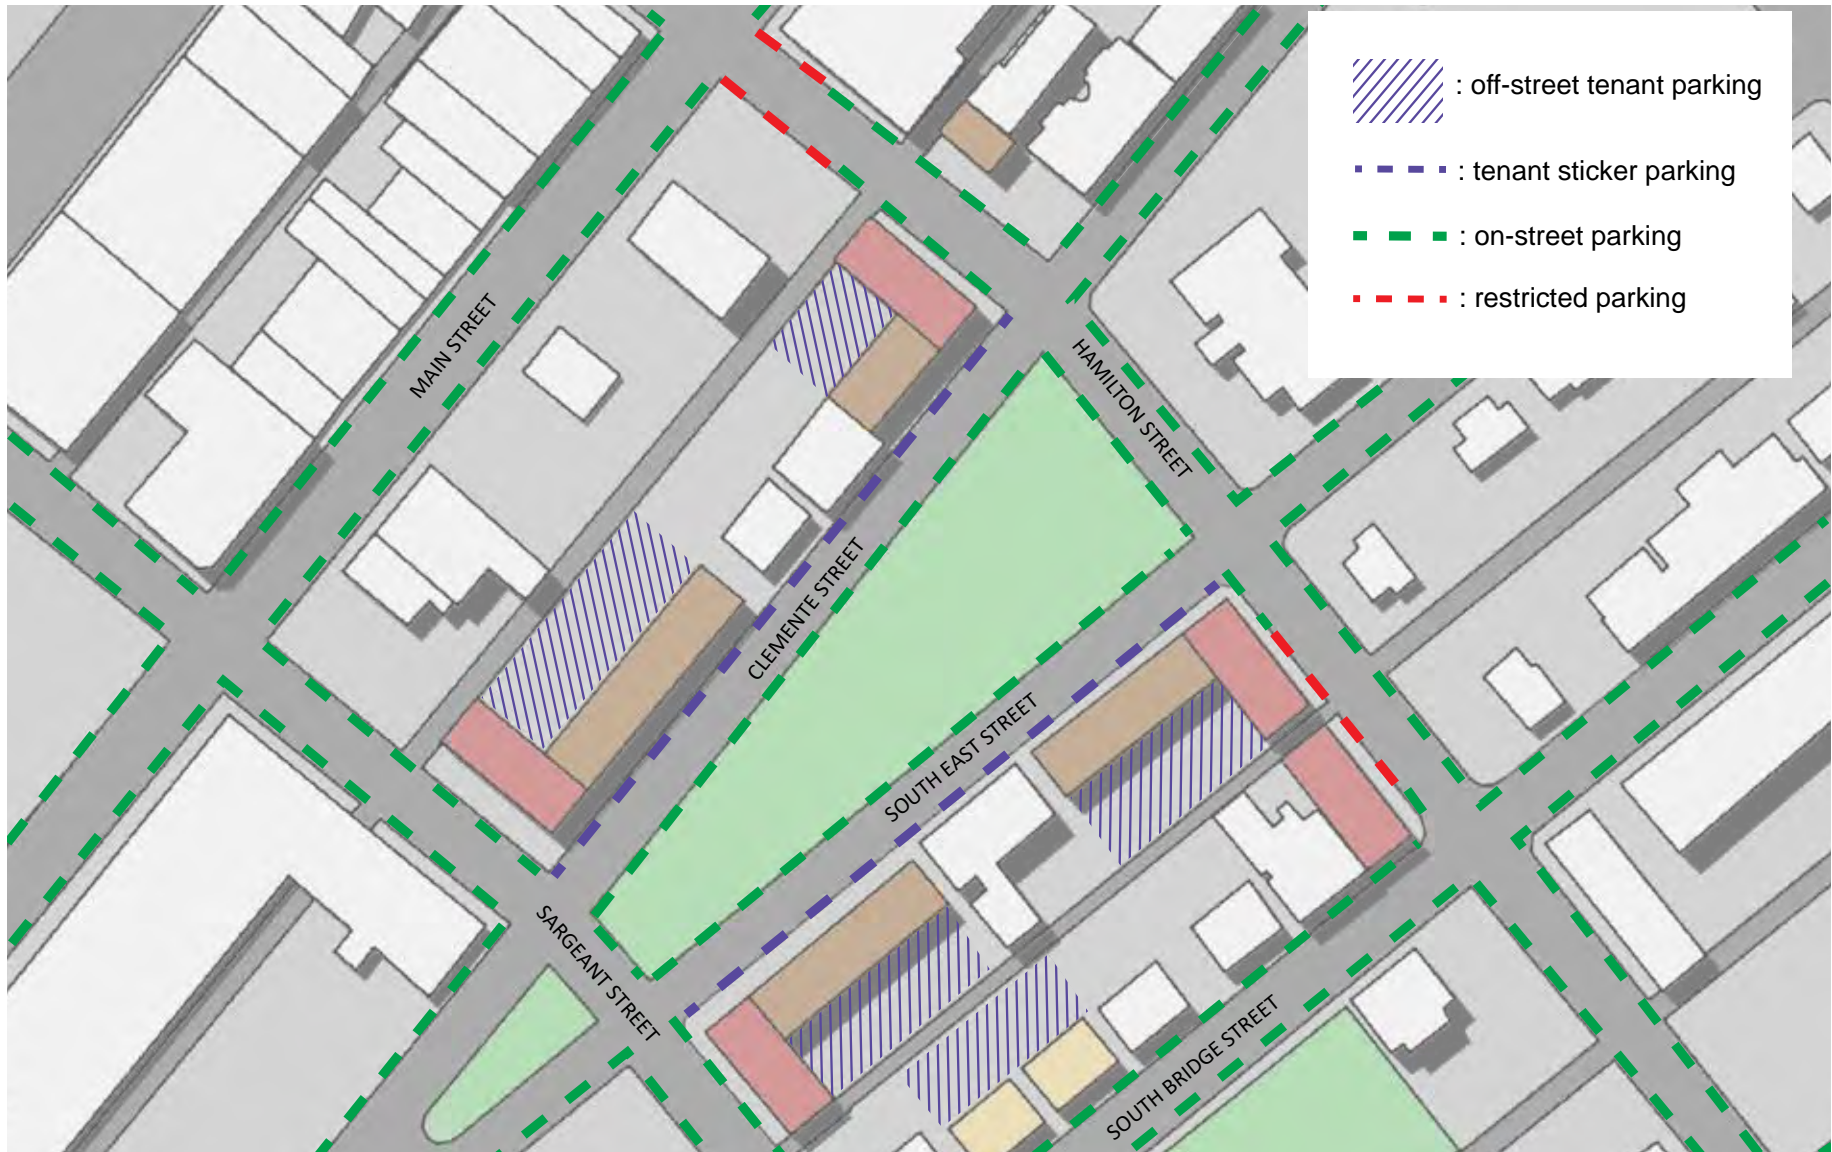 : off-street tenant parking
: tenant sticker parking
: on-street parking
: restricted parking
MAIN STREET
HAMILTON STREET
CLEMENTE STREET
SOUTH EAST STREET
SARGEANT STREET
SOUTH BRIDGE STREET